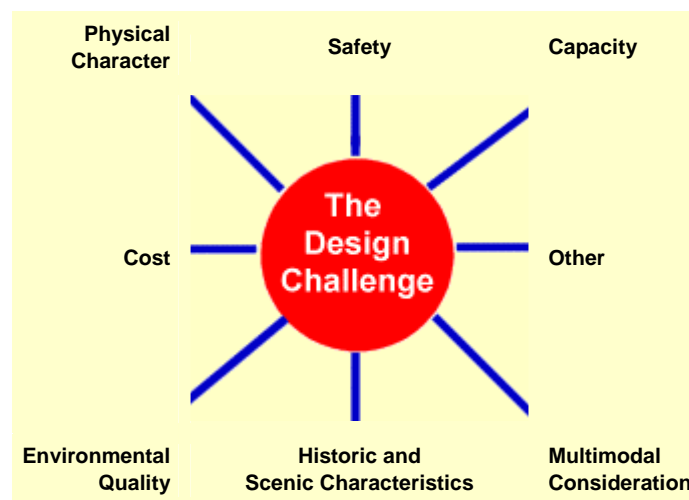 Physical
Character
Safety
Capacity
The
Design
Challenge
Cost
Other
Environmental
Quality
Historic and
Scenic Characteristics
Multimodal
Consideration